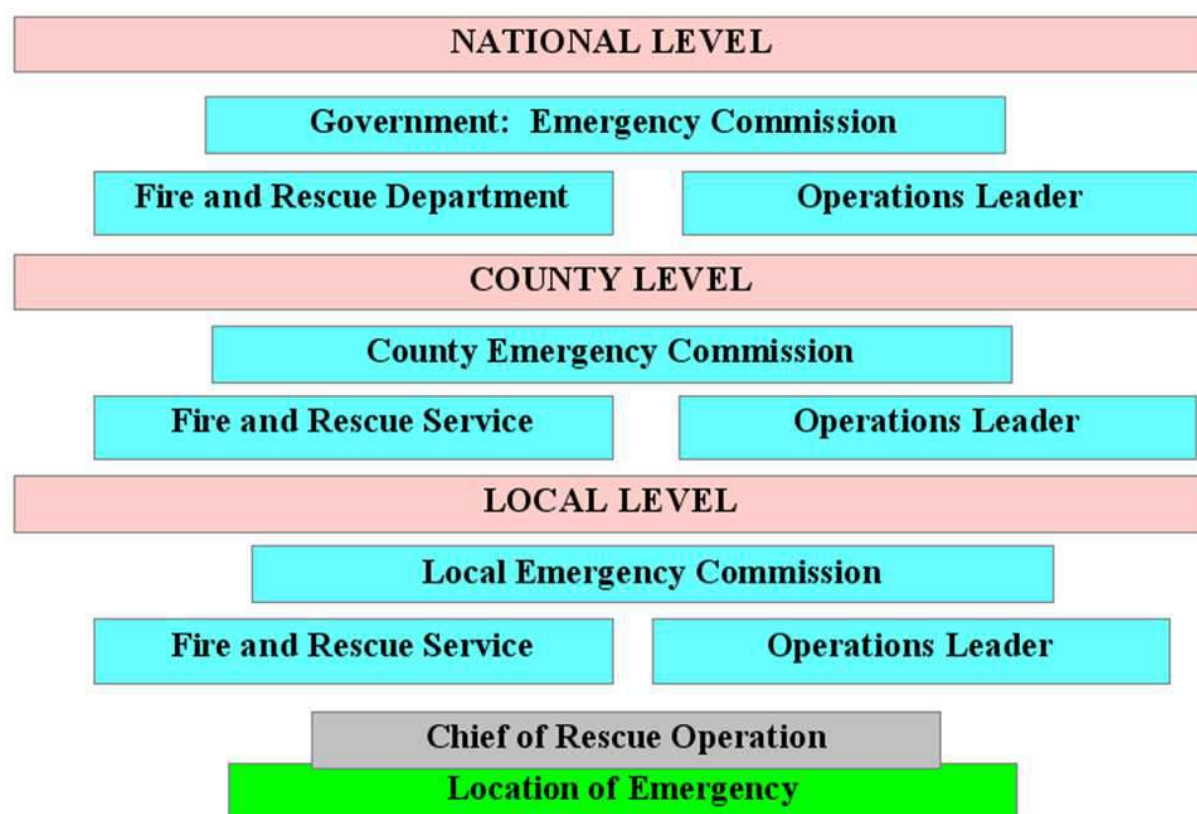 NATIONAL LEVEL
Government: Emergency Commission
Fire and Rescue Department
Operations Leader
COUNTY LEVEL
County Emergency Commission
Fire and Rescue Service
Operations Leader
LOCAL LEVEL
Local Emergency Commission
Fire and Rescue Service
Operations Leader
Chief of Rescue Operation
Location of Emergency